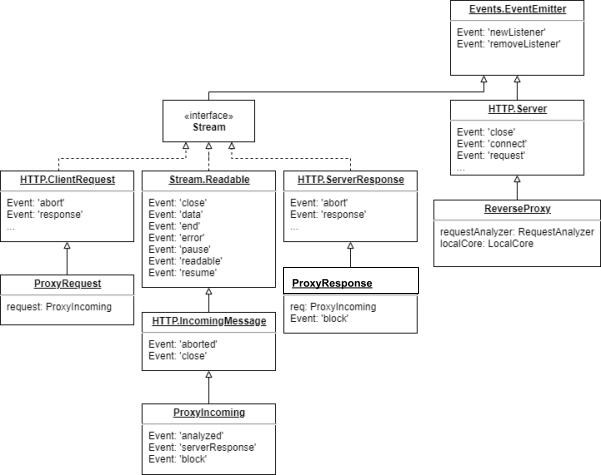 Events.EventEmitter
Event: 'newListener'
Event: 'removeListener'
«interface»
Stream
HTTP.Server
Event: 'close'
Event: 'connect'
Event: 'request'
...
HTTP.ClientRequest
Event: 'abort'
Event: 'response'
...
Stream.Readable
Event: 'close'
Event: 'data'
Event: 'end'
Event: 'error'
Event: 'pause'
Event: 'readable'
Event: 'resume'
HTTP.ServerResponse
Event: 'abort'
Event: 'response'
...
ReverseProxy
requestAnalyzer: RequestAnalyzer
localCore: LocalCore
ProxyRequest
request: ProxyIncoming
ProxyResponse
req: ProxyIncoming
Event: 'block'
HTTP.IncomingMessage
Event: 'aborted'
Event: 'close'
ProxyIncoming
Event: 'analyzed'
Event: 'serverResponse'
Event: 'block'